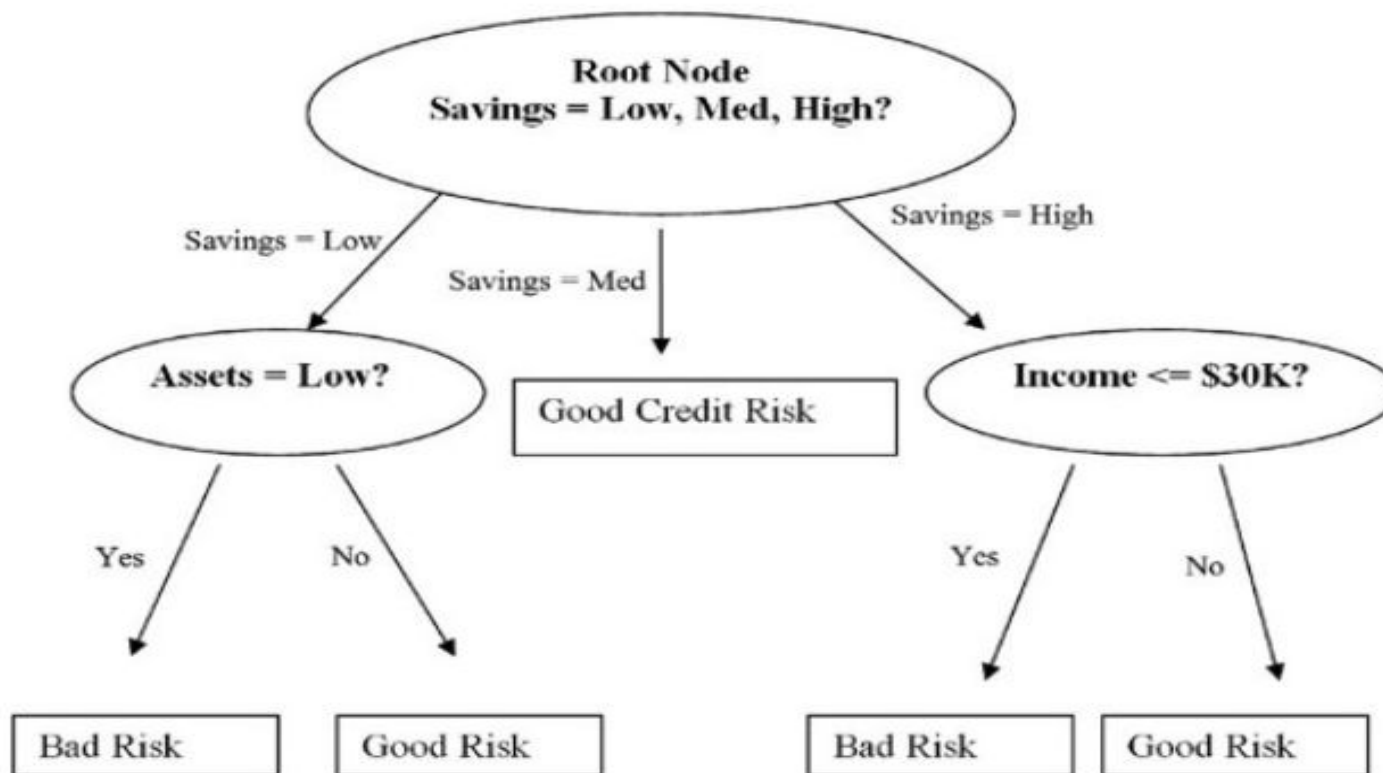 Root Node
Savings = Low, Med, High?
Savings = Low
Savings = Med
Savings = High
Assets = Low?
Good Credit Risk
Income <= $30K?
Yes
No
Yes
No
Bad Risk
Good Risk
Bad Risk
Good Risk